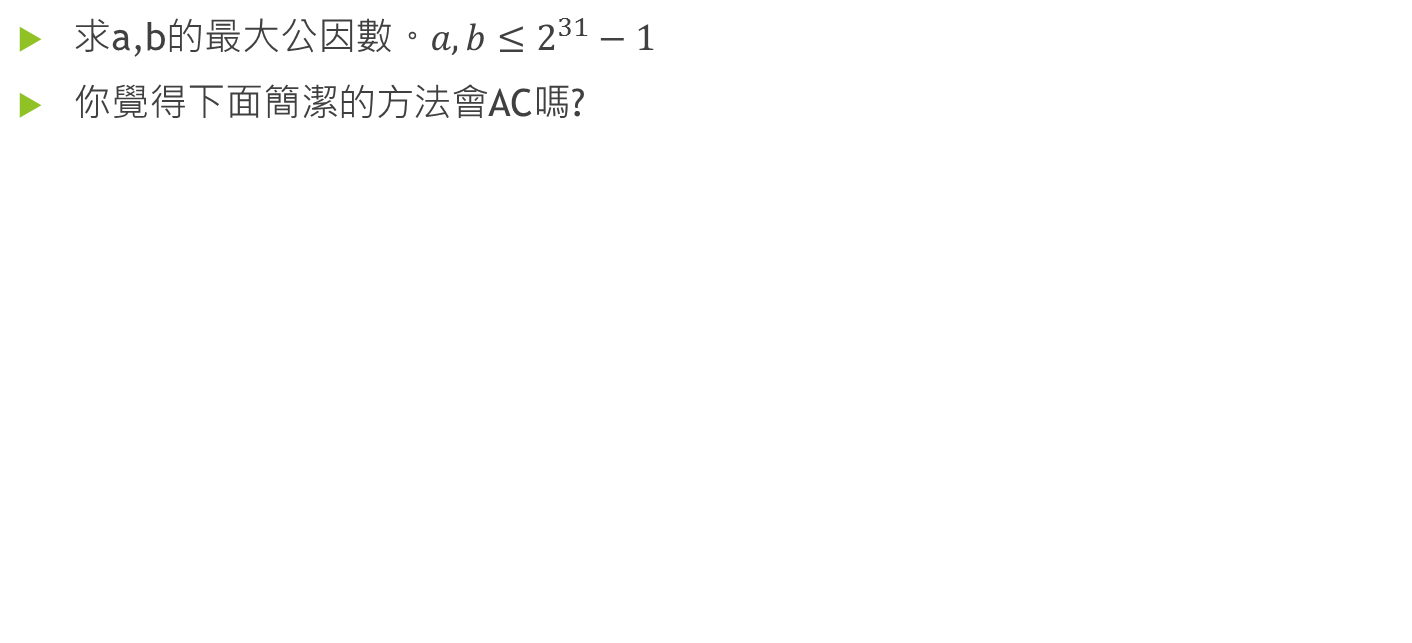 求a,b的最大公因數。𝑎, 𝑏 ≤ 2³¹ − 1
你覺得下面簡潔的方法會AC嗎?